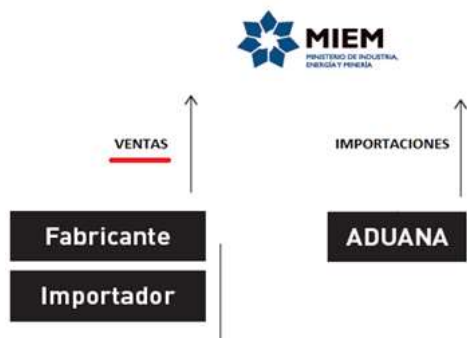 MIEM
MINISTERIO DE INDUSTRIA,
ENERGÍA Y MINERÍA
VENTAS
IMPORTACIONES
Fabricante
ADUANA
Importador